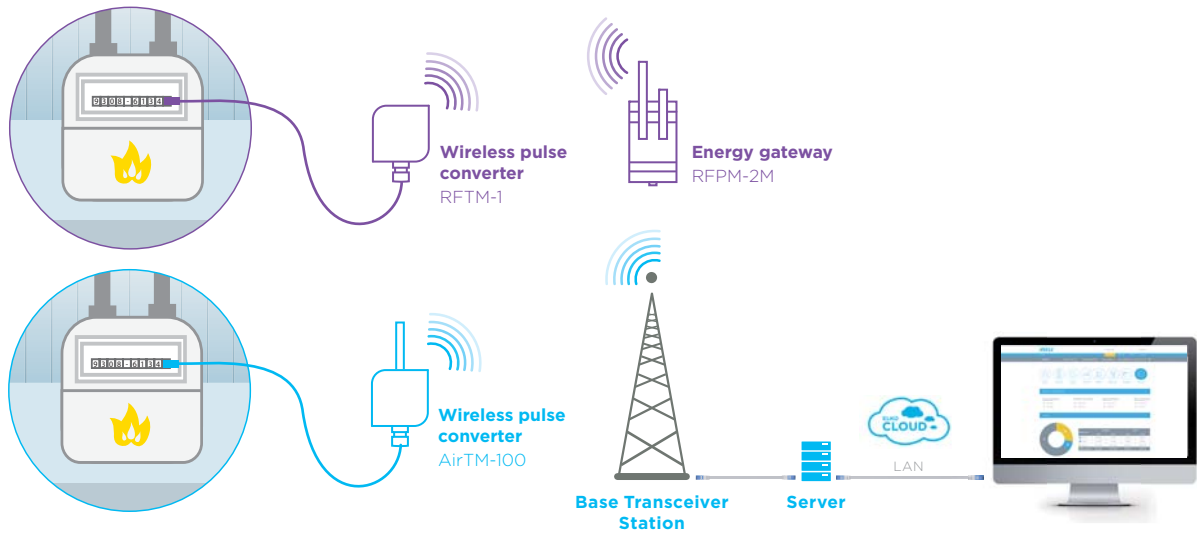 9308-6134
Wireless pulse
converter
RFTM-1
Energy gateway
RFPM-2M
9308-6134
Wireless pulse
converter
AirTM-100
ELKO
CLOUD
LAN
Base Transceiver
Station
Server